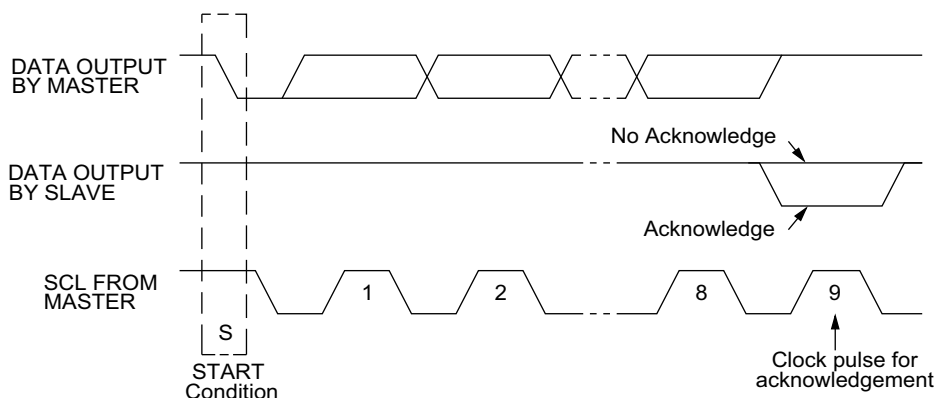 DATA OUTPUT
BY MASTER
No Acknowledge
DATA OUTPUT
BY SLAVE
Acknowledge
SCL FROM
MASTER
1
2
8
9
S
START
Condition
Clock pulse for
acknowledgement